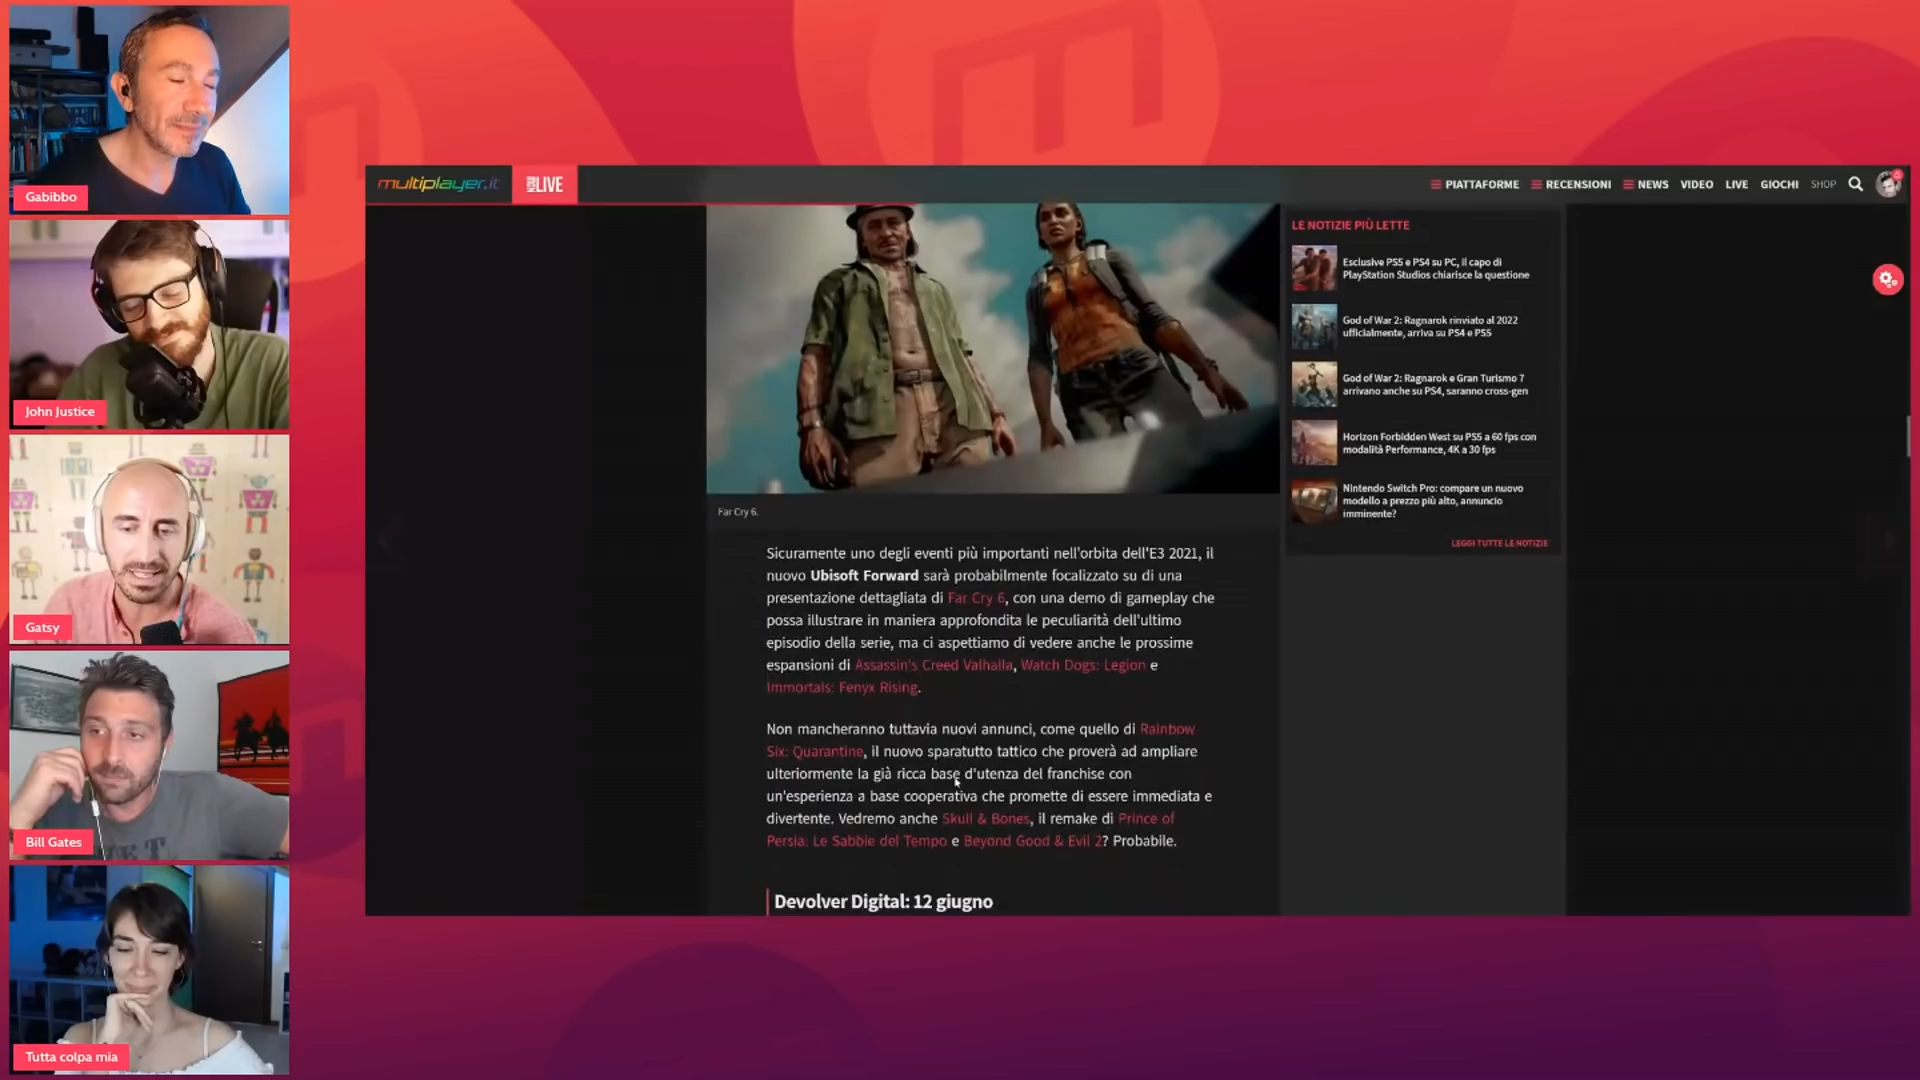 Gabibbo
John Justice
Gatsy
Bill Gates
Tutta colpa mia
multiplayer.it
NOW LIVE
PIATTAFORME
RECENSIONI
NEWS
VIDEO
LIVE
GIOCHI
SHOP
Far Cry 6.
Sicuramente uno degli eventi più importanti nell'orbita dell'E3 2021, il
nuovo Ubisoft Forward sarà probabilmente focalizzato su di una
presentazione dettagliata di Far Cry 6, con una demo di gameplay che
possa illustrare in maniera approfondita le peculiarità dell'ultimo
episodio della serie, ma ci aspettiamo di vedere anche le prossime
espansioni di Assassin's Creed Valhalla, Watch Dogs: Legion e
Immortals: Fenyx Rising.
Non mancheranno tuttavia nuovi annunci, come quello di Rainbow
Six: Quarantine, il nuovo sparatutto tattico che proverà ad ampliare
ulteriormente la già ricca base d'utenza del franchise con
un'esperienza a base cooperativa che promette di essere immediata e
divertente. Vedremo anche Skull & Bones, il remake di Prince of
Persia: Le Sabbie del Tempo e Beyond Good & Evil 2? Probabile.
Devolver Digital: 12 giugno
LE NOTIZIE PIÙ LETTE
Esclusive PS5 e PS4 su PC, il capo di
PlayStation Studios chiarisce la questione
God of War 2: Ragnarok rinviato al 2022
ufficialmente, arriva su PS4 e PS5
God of War 2: Ragnarok e Gran Turismo 7
arrivano anche su PS4, saranno cross-gen
Horizon Forbidden West su PS5 a 60 fps con
modalità Performance, 4K a 30 fps
Nintendo Switch Pro: compare un nuovo
modello a prezzo più alto, annuncio
imminente?
LEGGI TUTTE LE NOTIZIE